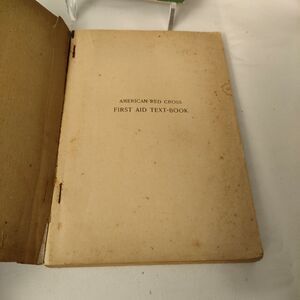 AMERICAN RED CROSS
FIRST AID TEXT-BOOK